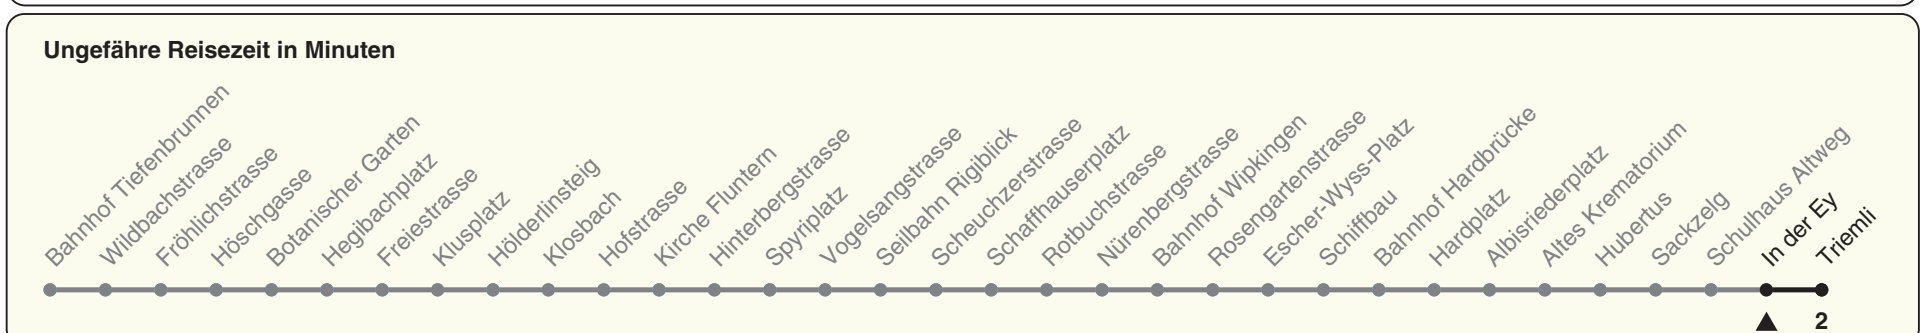 Ungefähre Reisezeit in Minuten
Bahnhof Tiefenbrunnen
Wildbachstrasse
Fröhlichstrasse
Höschgasse
Botanischer Garten
Hegibachplatz
Freiestrasse
Klusplatz
Hölderlinsteig
Klosbach
Hofstrasse
Kirche Fluntern
Hinterbergstrasse
Spyriplatz
Vogelsangstrasse
Seilbahn Rigiblick
Scheuchzerstrasse
Schaffhauserplatz
Rotbuchstrasse
Nürenbergstrasse
Bahnhof Wipkingen
Rosengartenstrasse
Escher-Wyss-Platz
Schiffbau
Bahnhof Hardbrücke
Hardplatz
Albisriederplatz
Altes Krematorium
Hubertus
Sackzelg
Schulhaus Altweg
In der Ey
Triemli
2